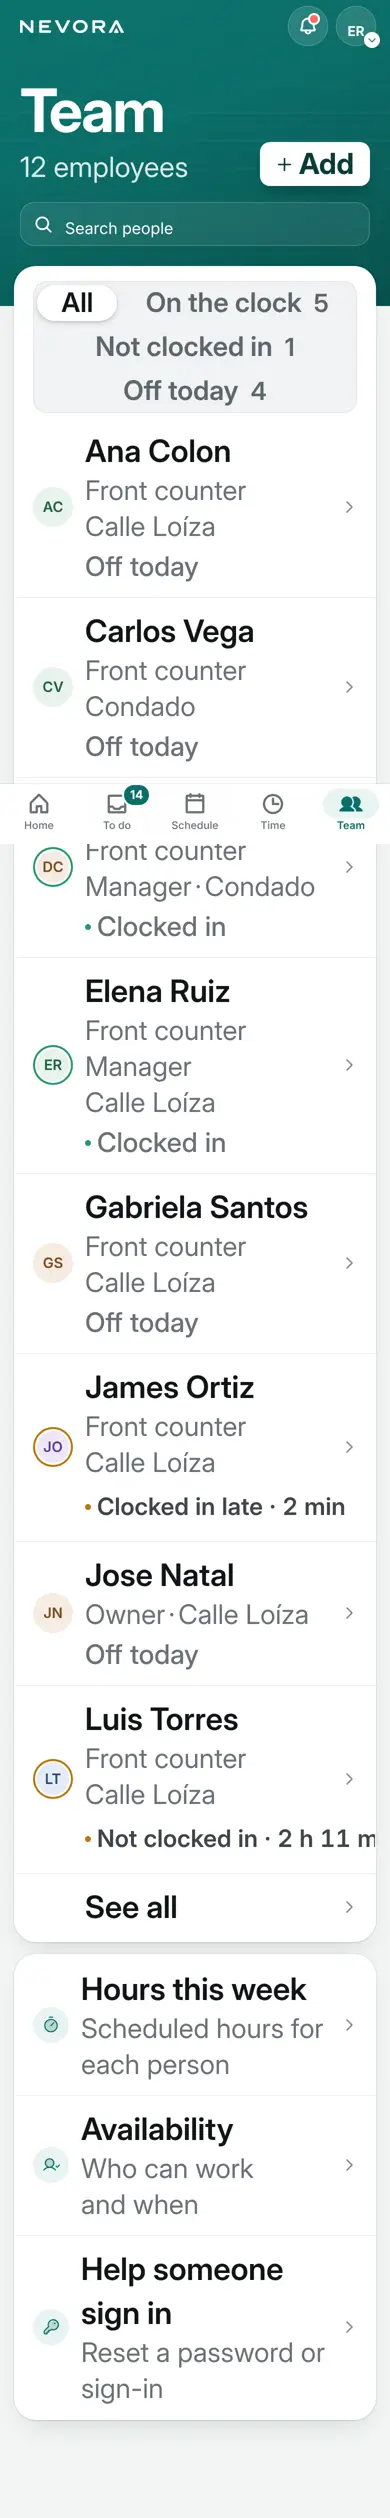 NEVORA
ER
Team
12 employees
+ Add
Search people
All
On the clock 5
Not clocked in 1
Off today 4
AC
Ana Colon
Front counter
Calle Loíza
Off today
CV
Carlos Vega
Front counter
Condado
Off today
Home
14
To do
Schedule
Time
Team
DC
Front counter
Manager · Condado
Clocked in
ER
Elena Ruiz
Front counter
Manager
Calle Loíza
Clocked in
GS
Gabriela Santos
Front counter
Calle Loíza
Off today
JO
James Ortiz
Front counter
Calle Loíza
Clocked in late · 2 min
JN
Jose Natal
Owner · Calle Loíza
Off today
LT
Luis Torres
Front counter
Calle Loíza
Not clocked in · 2 h 11 m
See all
Hours this week
Scheduled hours for
each person
Availability
Who can work
and when
Help someone
sign in
Reset a password or
sign-in